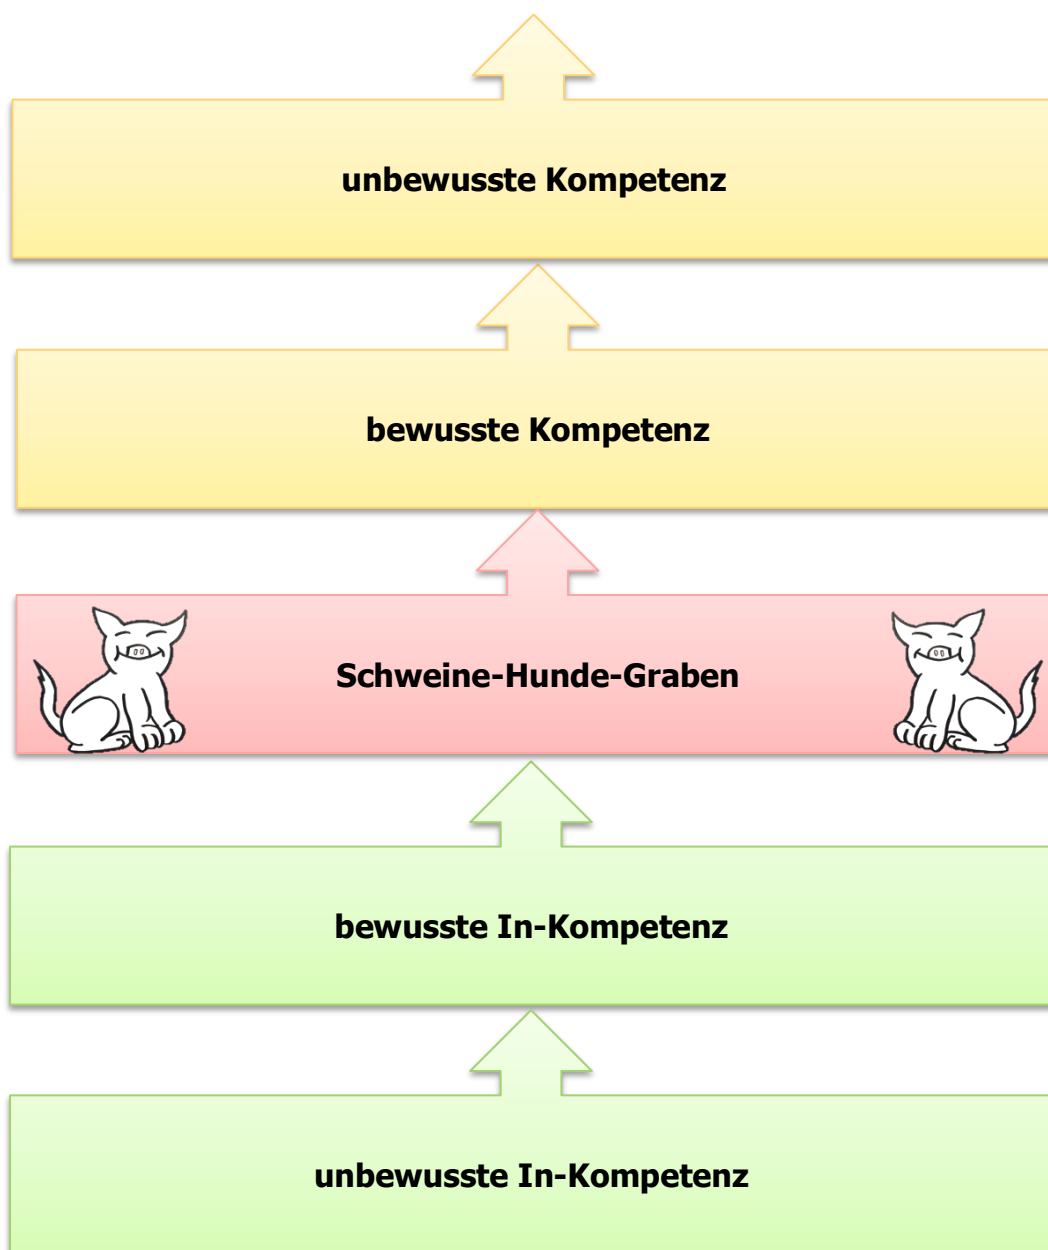 unbewusste Kompetenz
bewusste Kompetenz
Schweine-Hunde-Graben
bewusste In-Kompetenz
unbewusste In-Kompetenz